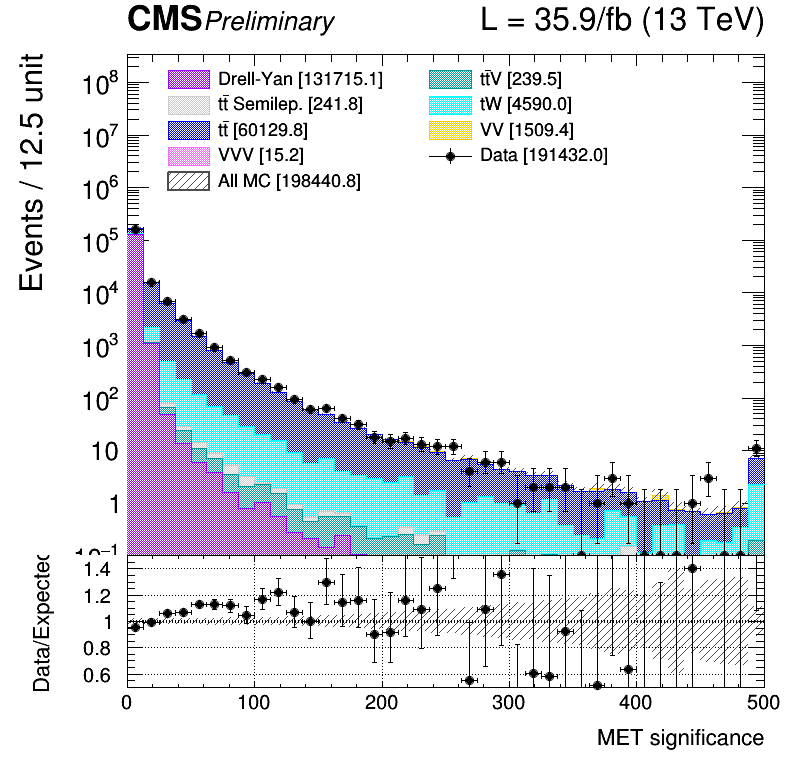 CMS Preliminary L = 35.9/fb (13 TeV)
Events / 12.5 unit
Drell-Yan [131715.1]
tt̄ Semilep. [241.8]
tt̄ [60129.8]
VVV [15.2]
All MC [198440.8]
tt̄V [239.5]
tW [4590.0]
VV [1509.4]
Data [191432.0]
10⁸
10⁷
10⁶
10⁵
10⁴
10³
10²
10
1
10⁻¹
Data/Expected
1.4
1.2
1
0.8
0.6
0 100 200 300 400 500
MET significance